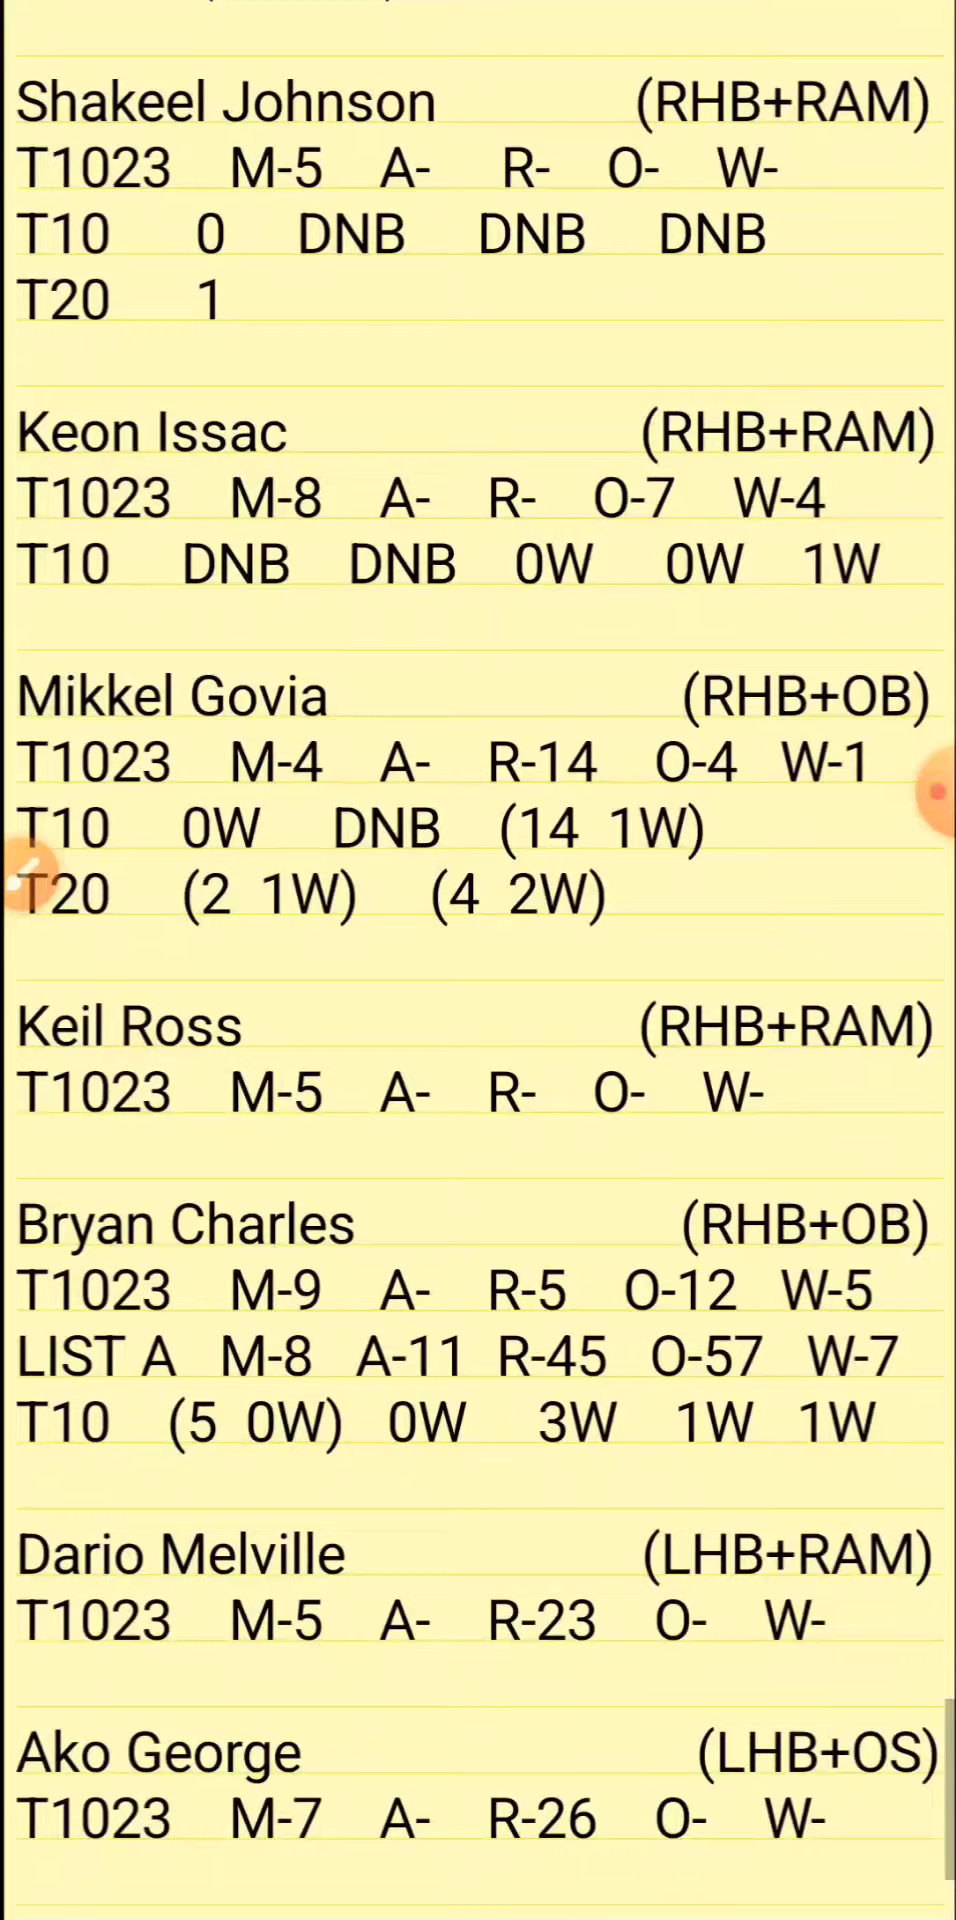 Shakeel Johnson (RHB+RAM)
T1023 M-5 A- R- O- W-
T10 0 DNB DNB DNB
T20 1
Keon Issac (RHB+RAM)
T1023 M-8 A- R- O-7 W-4
T10 DNB DNB 0W 0W 1W
Mikkel Govia (RHB+OB)
T1023 M-4 A- R-14 O-4 W-1
T10 0W DNB (14 1W)
T20 (2 1W) (4 2W)
Keil Ross (RHB+RAM)
T1023 M-5 A- R- O- W-
Bryan Charles (RHB+OB)
T1023 M-9 A- R-5 O-12 W-5
LIST A M-8 A-11 R-45 O-57 W-7
T10 (5 0W) 0W 3W 1W 1W
Dario Melville (LHB+RAM)
T1023 M-5 A- R-23 O- W-
Ako George (LHB+OS)
T1023 M-7 A- R-26 O- W-